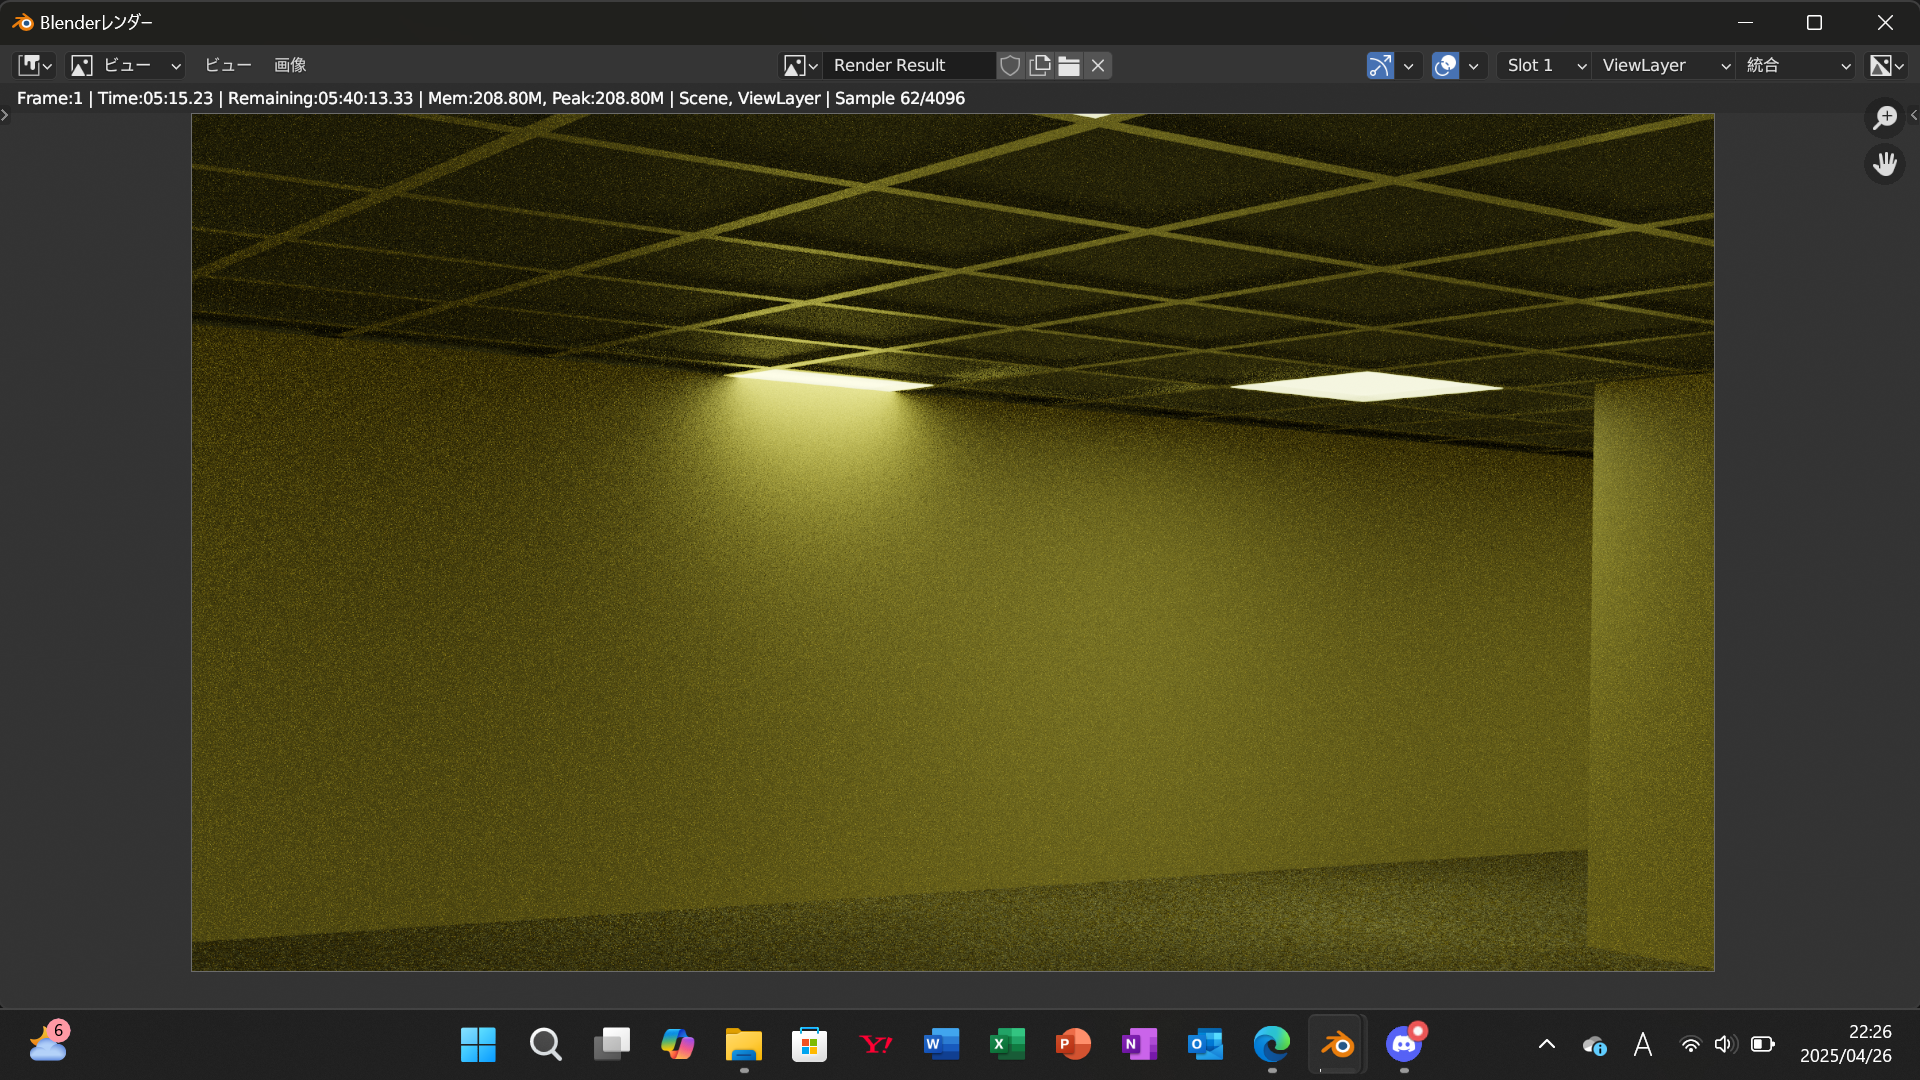 Blenderレンダー
ビュー ビュー 画像 Render Result Slot 1 ViewLayer 統合
Frame:1 | Time:05:15.23 | Remaining:05:40:13.33 | Mem:208.80M, Peak:208.80M | Scene, ViewLayer | Sample 62/4096
6
Y!
W
X
P
N
O
A
22:26
2025/04/26